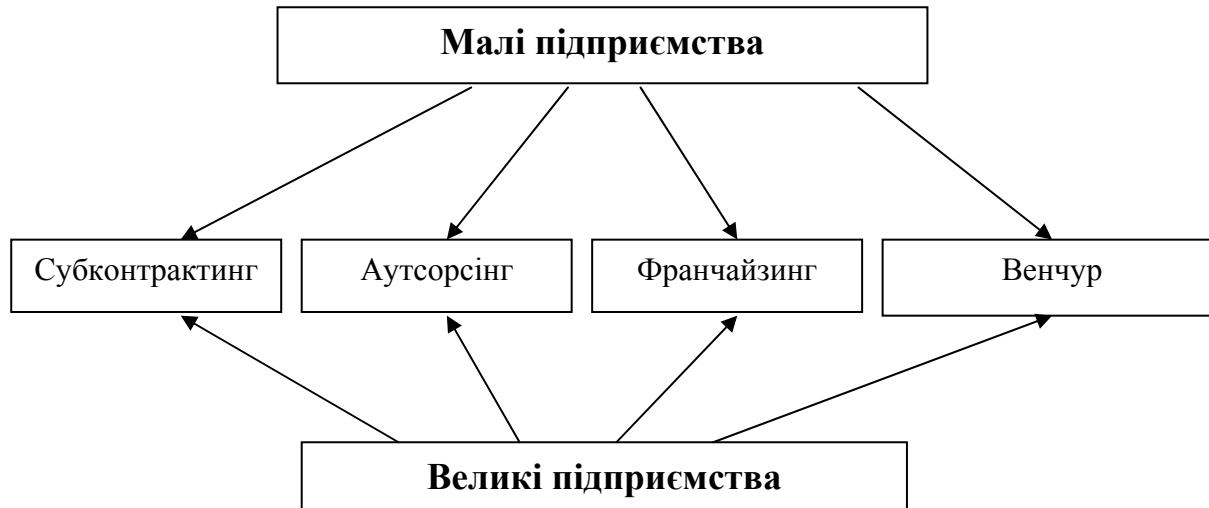 Малі підприємства
Субконтрактинг
Аутсорсінг
Франчайзинг
Венчур
Великі підприємства